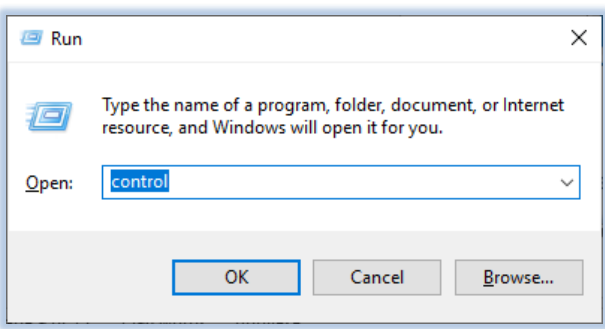 Run
Type the name of a program, folder, document, or Internet
resource, and Windows will open it for you.
Open: control
OK Cancel Browse...